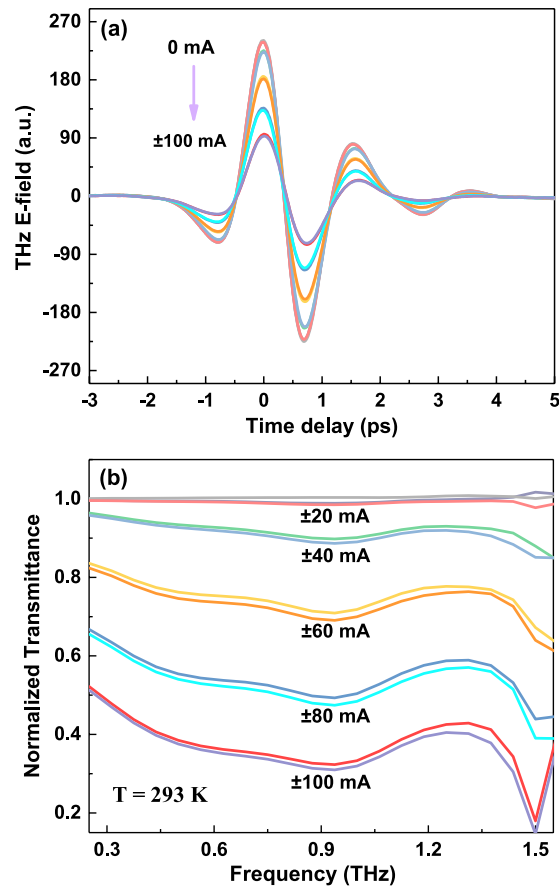 (a)
0 mA
±100 mA
THz E-field (a.u.)
270
180
90
0
-90
-180
-270
-3
-2
-1
0
1
2
3
4
5
Time delay (ps)
(b)
Normalized Transmittance
1.0
0.8
0.6
0.4
0.2
±20 mA
±40 mA
±60 mA
±80 mA
±100 mA
T = 293 K
0.3
0.6
0.9
1.2
1.5
Frequency (THz)